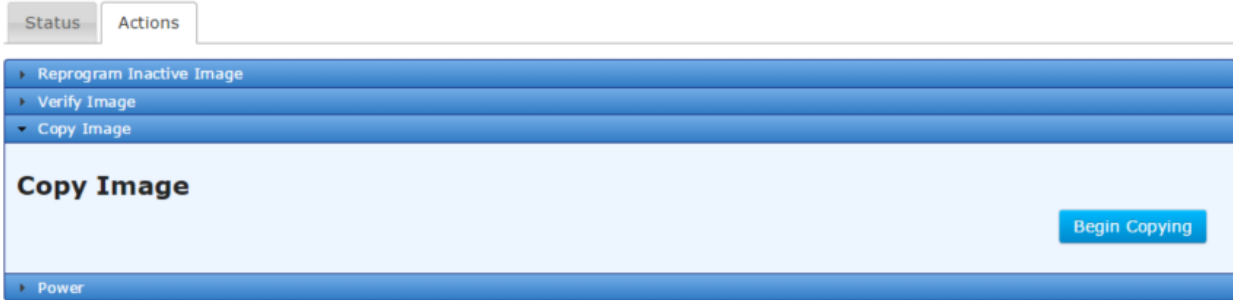 Status Actions
Reprogram Inactive Image
Verify Image
Copy Image
Copy Image
Begin Copying
Power